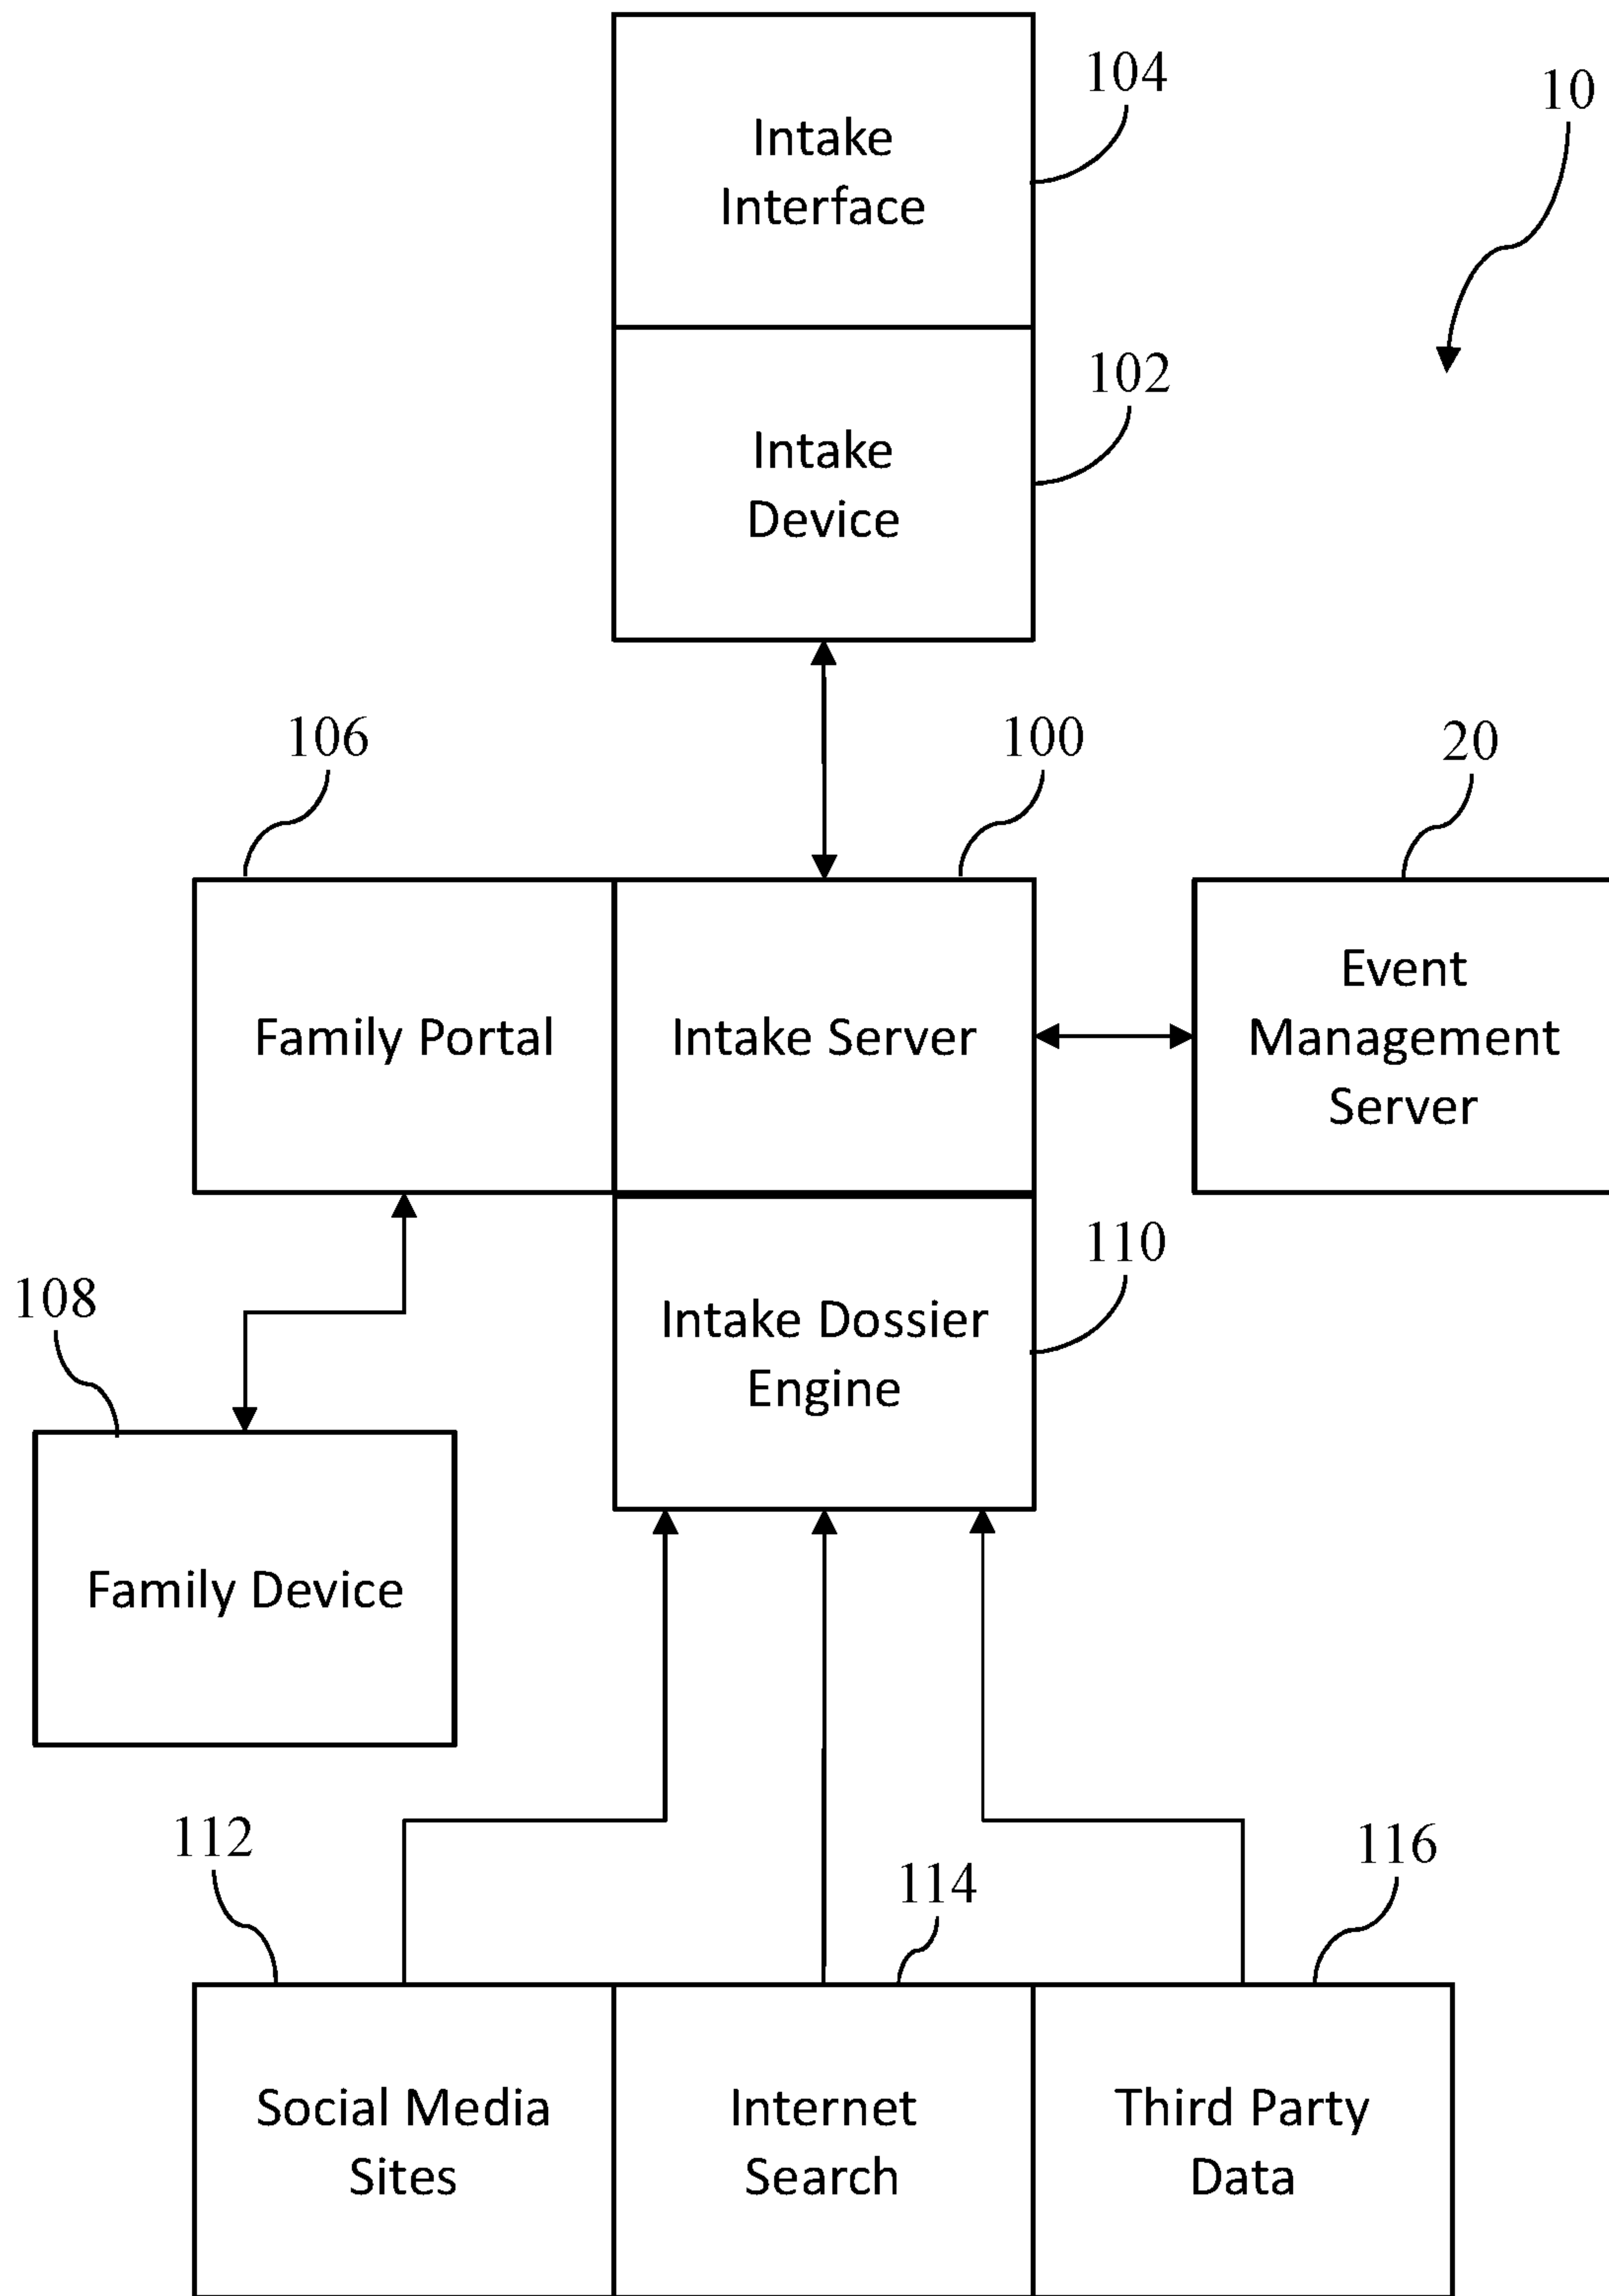 104
10
Intake
Interface
102
Intake
Device
106
100
20
Family Portal
Intake Server
Event
Management
Server
110
108
Intake Dossier
Engine
Family Device
112
114
116
Social Media
Sites
Internet
Search
Third Party
Data